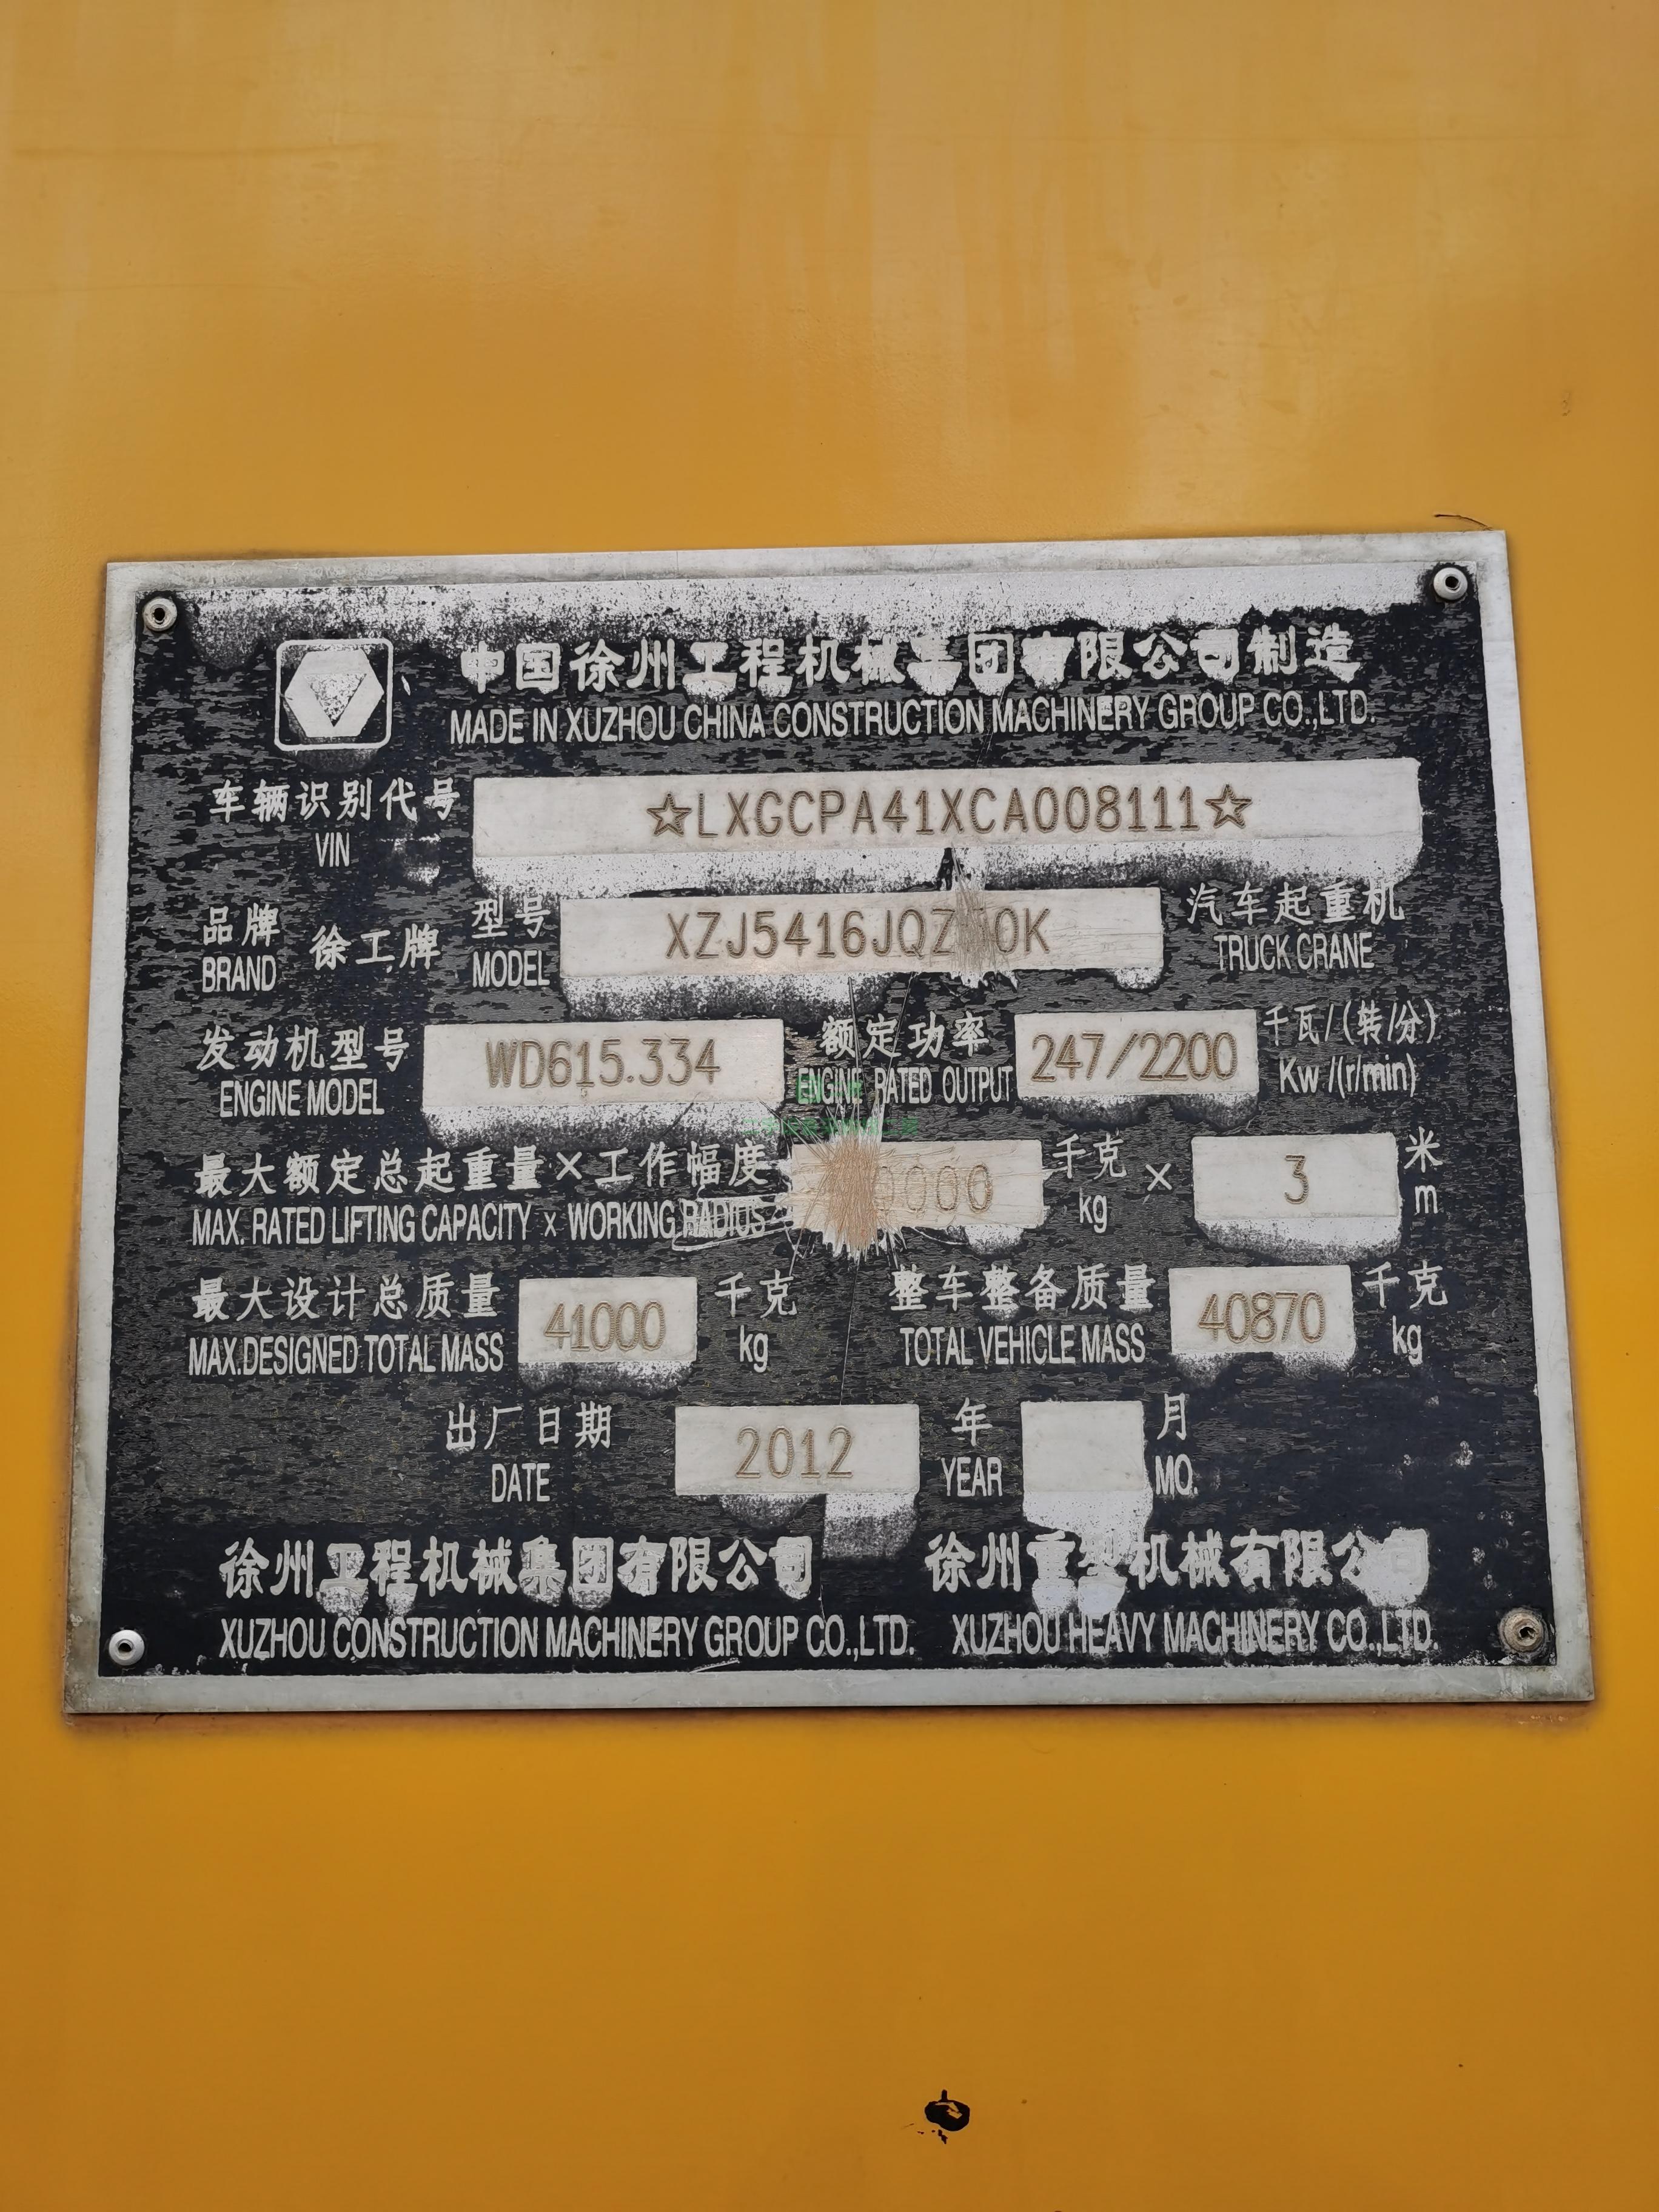 中国徐州工程机械集团有限公司制造
MADE IN XUZHOU CHINA CONSTRUCTION MACHINERY GROUP CO.,LTD.
车辆识别代号 ☆LXGCPA41XCA008111☆
VIN
品牌 徐工牌 型号 汽车起重机
BRAND MODEL TRUCK CRANE
发动机型号 WD615.334 额定功率 247/2200 千瓦/(转/分)
ENGINE MODEL ENGINE RATED OUTPUT Kw/(r/min)
最大额定总起重量×工作幅度 千克 × 3 米
MAX. RATED LIFTING CAPACITY × WORKING RADIUS kg m
最大设计总质量 41000 千克 整车整备质量 40870 千克
MAX.DESIGNED TOTAL MASS kg TOTAL VEHICLE MASS kg
出厂日期 2012 年 月
DATE YEAR MO.
徐州工程机械集团有限公司 徐州重型机械有限公司
XUZHOU CONSTRUCTION MACHINERY GROUP CO.,LTD. XUZHOU HEAVY MACHINERY CO.,LTD.